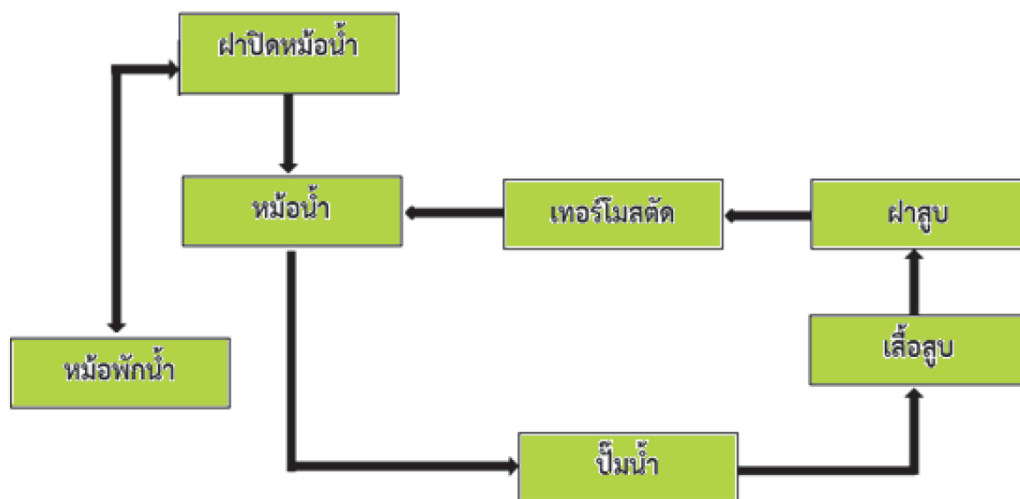 ฝาปิดหม้อน้ำ
หม้อน้ำ
เทอร์โมสตัด
ฝาสูบ
หม้อพักน้ำ
เสื้อสูบ
ปั๊มน้ำ